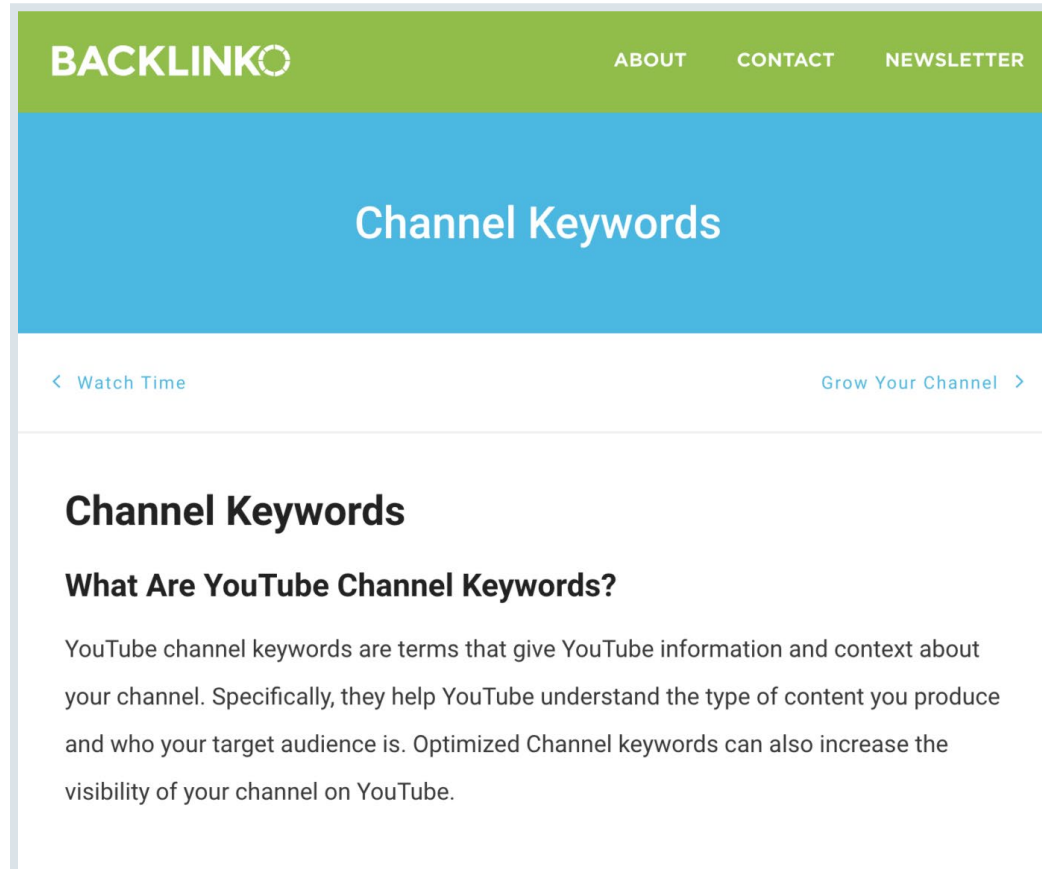 BACKLINKO
ABOUT CONTACT NEWSLETTER
Channel Keywords
Watch Time
Grow Your Channel
Channel Keywords
What Are YouTube Channel Keywords?
YouTube channel keywords are terms that give YouTube information and context about
your channel. Specifically, they help YouTube understand the type of content you produce
and who your target audience is. Optimized Channel keywords can also increase the
visibility of your channel on YouTube.